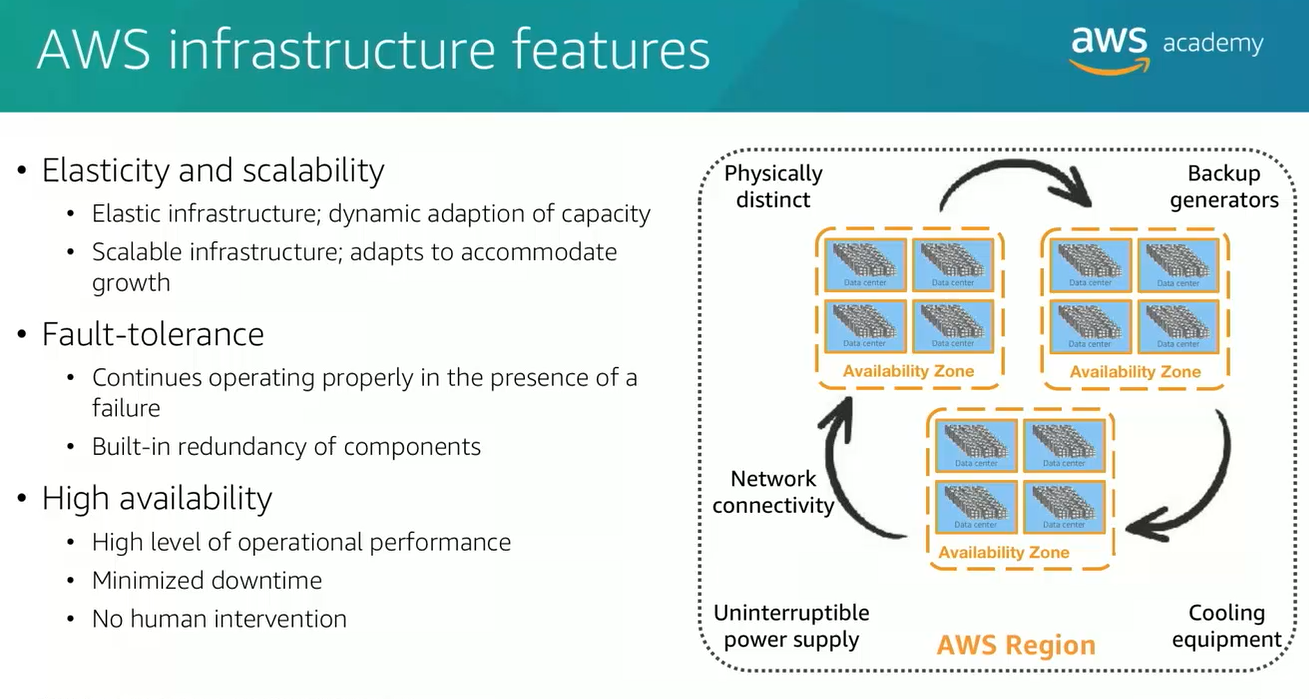 AWS infrastructure features
aws academy
• Elasticity and scalability
• Elastic infrastructure; dynamic adaption of capacity
• Scalable infrastructure; adapts to accommodate
growth
• Fault-tolerance
• Continues operating properly in the presence of a
failure
• Built-in redundancy of components
• High availability
• High level of operational performance
• Minimized downtime
• No human intervention
Physically
distinct
Backup
generators
Data center
Data center
Data center
Data center
Availability Zone
Data center
Data center
Data center
Data center
Availability Zone
Network
connectivity
Data center
Data center
Data center
Data center
Availability Zone
Uninterruptible
power supply
AWS Region
Cooling
equipment